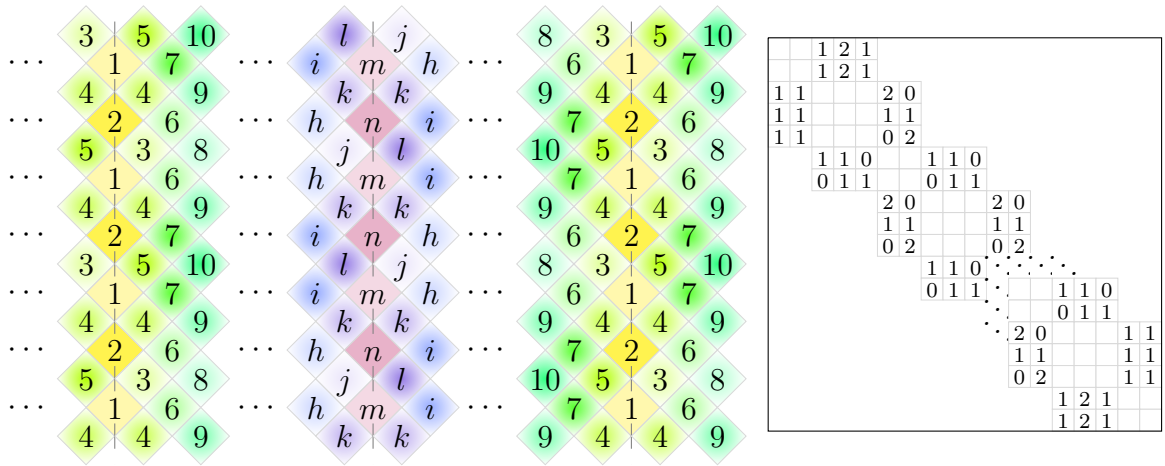 3 5 10 l j 8 3 5 10
⋯ 1 7 ⋯ i m h ⋯ 6 1 7
4 4 9 k k 9 4 4 9
⋯ 2 6 ⋯ h n i ⋯ 7 2 6
5 3 8 j l 10 5 3 8
⋯ 1 6 ⋯ h m i ⋯ 7 1 6
4 4 9 k k 9 4 4 9
⋯ 2 7 ⋯ i n h ⋯ 6 2 7
3 5 10 l j 8 3 5 10
⋯ 1 7 ⋯ i m h ⋯ 6 1 7
4 4 9 k k 9 4 4 9
⋯ 2 6 ⋯ h n i ⋯ 7 2 6
5 3 8 j l 10 5 3 8
⋯ 1 6 ⋯ h m i ⋯ 7 1 6
4 4 9 k k 9 4 4 9
1 2 1
1 2 1
1 1 2 0
1 1 1 1
1 1 0 2
1 1 0 1 1 0
0 1 1 0 1 1
2 0 2 0
1 1 1 1
0 2 0 2
1 1 0
0 1 1 1 1 0
0 1 1
2 0 1 1
1 1 1 1
0 2 1 1
1 2 1
1 2 1